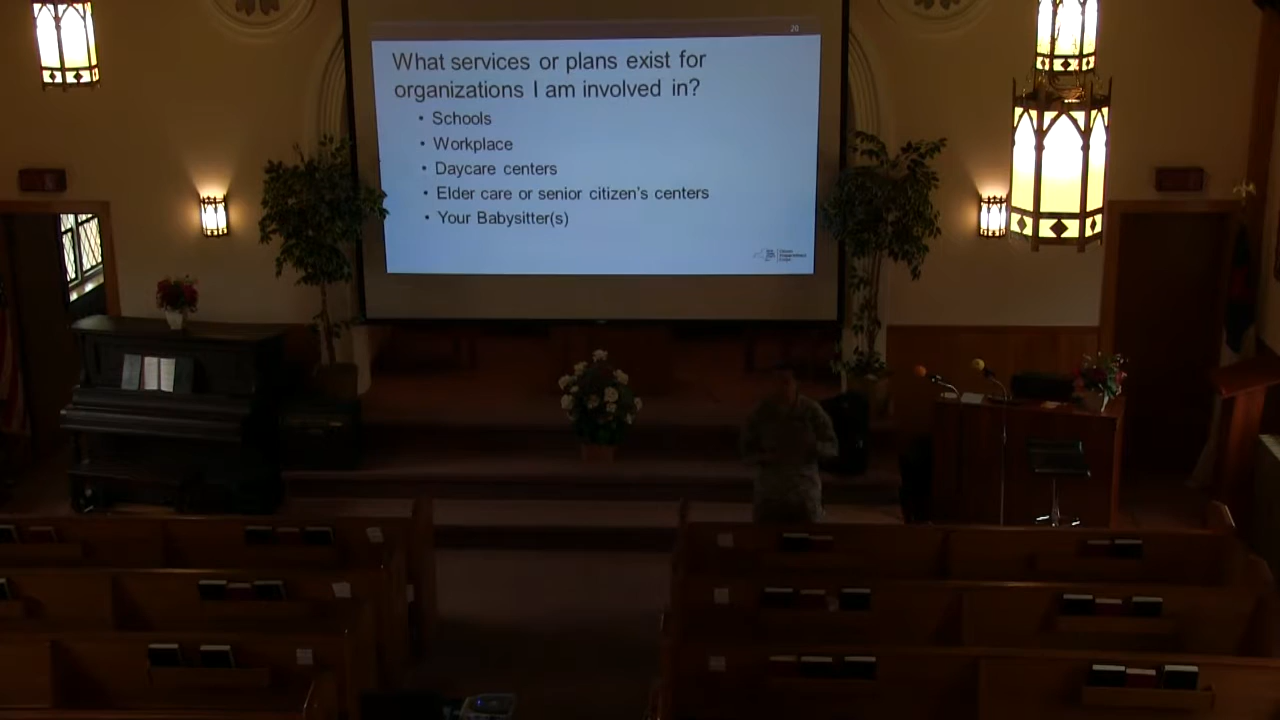 20
What services or plans exist for
organizations I am involved in?
• Schools
• Workplace
• Daycare centers
• Elder care or senior citizen's centers
• Your Babysitter(s)